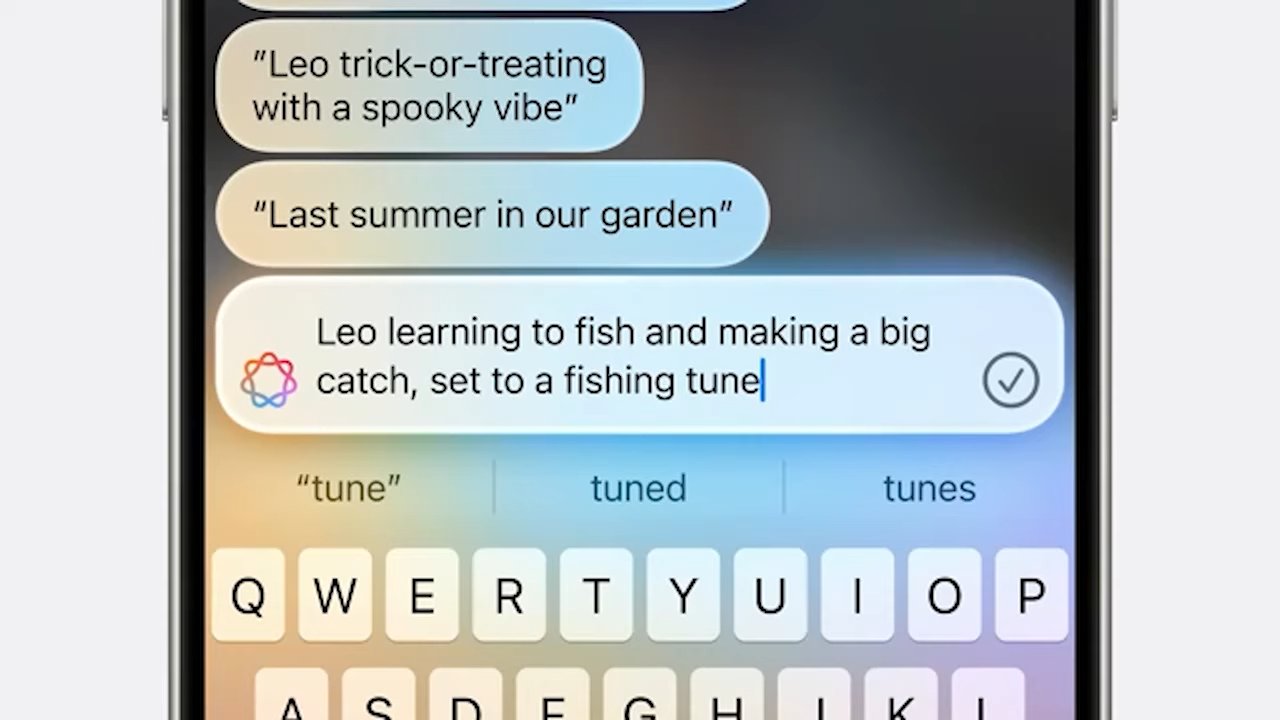 "Leo trick-or-treating
with a spooky vibe"
"Last summer in our garden"
Leo learning to fish and making a big
catch, set to a fishing tune
"tune" tuned tunes
Q W E R T Y U I O P
A S D F G H J K L